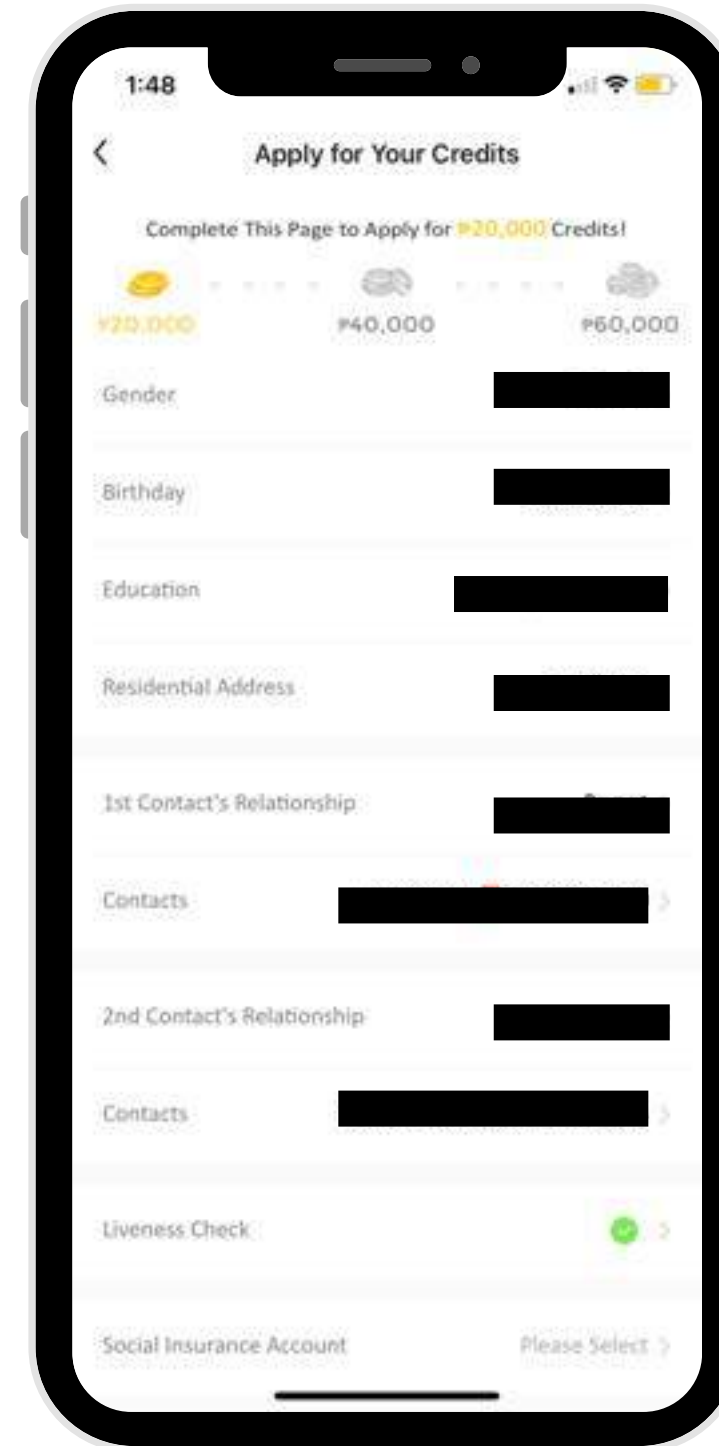 1:48
Apply for Your Credits
Complete This Page to Apply for ₱20,000 Credits!
₱20,000 ₱40,000 ₱60,000
Gender
Birthday
Education
Residential Address
1st Contact's Relationship
Contacts
2nd Contact's Relationship
Contacts
Liveness Check
Social Insurance Account Please Select